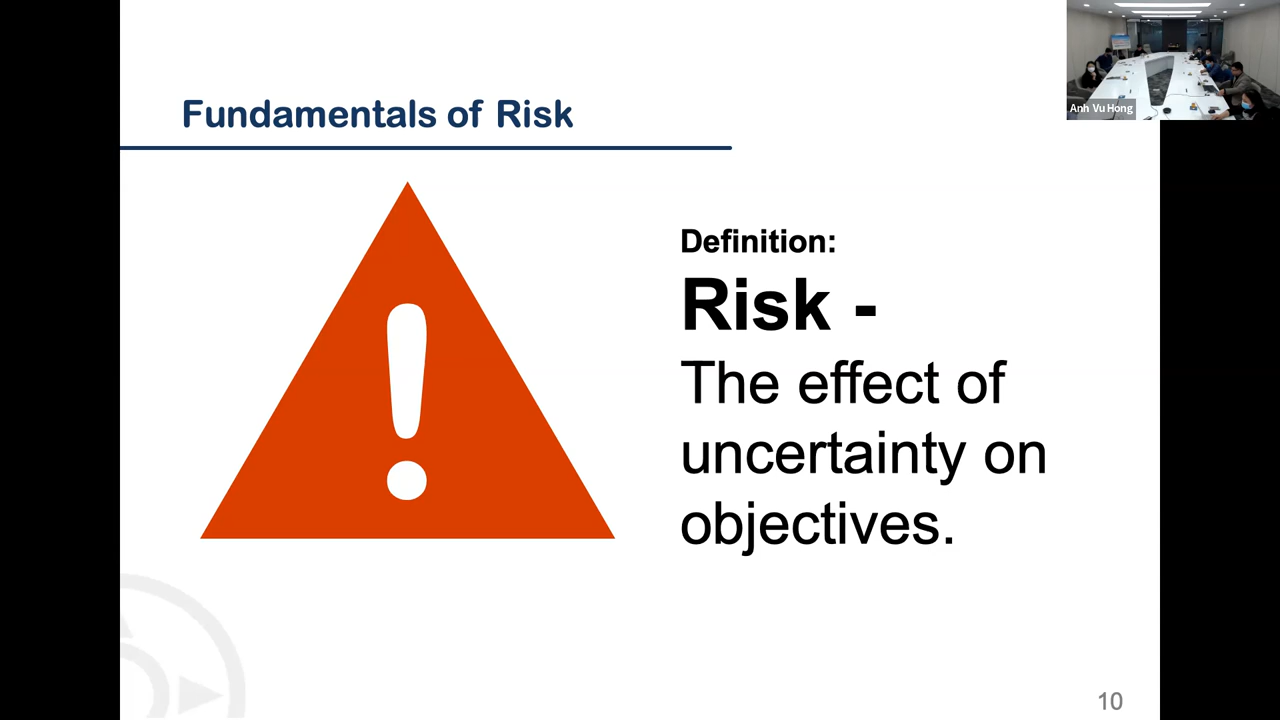 Anh Vu Hong
Fundamentals of Risk
Definition:
Risk -
The effect of
uncertainty on
objectives.
10